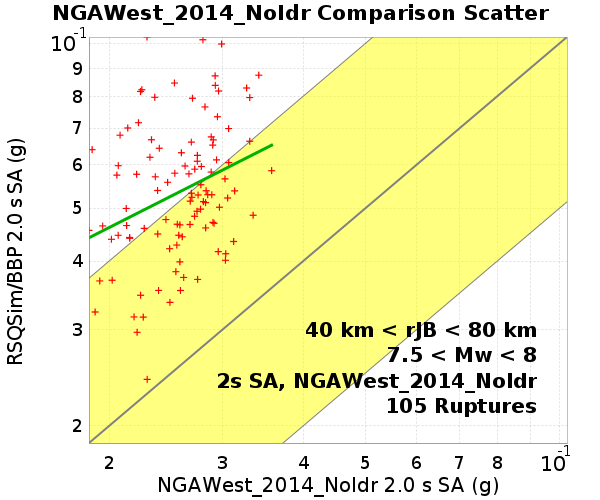 NGAWest_2014_NoIdr Comparison Scatter
10-1
9
8
7
6
5
4
3
2
RSQSim/BBP 2.0 s SA (g)
40 km < rJB < 80 km
7.5 < Mw < 8
2s SA, NGAWest_2014_NoIdr
105 Ruptures
2 3 4 5 6 7 8 9 10-1
NGAWest_2014_NoIdr 2.0 s SA (g)